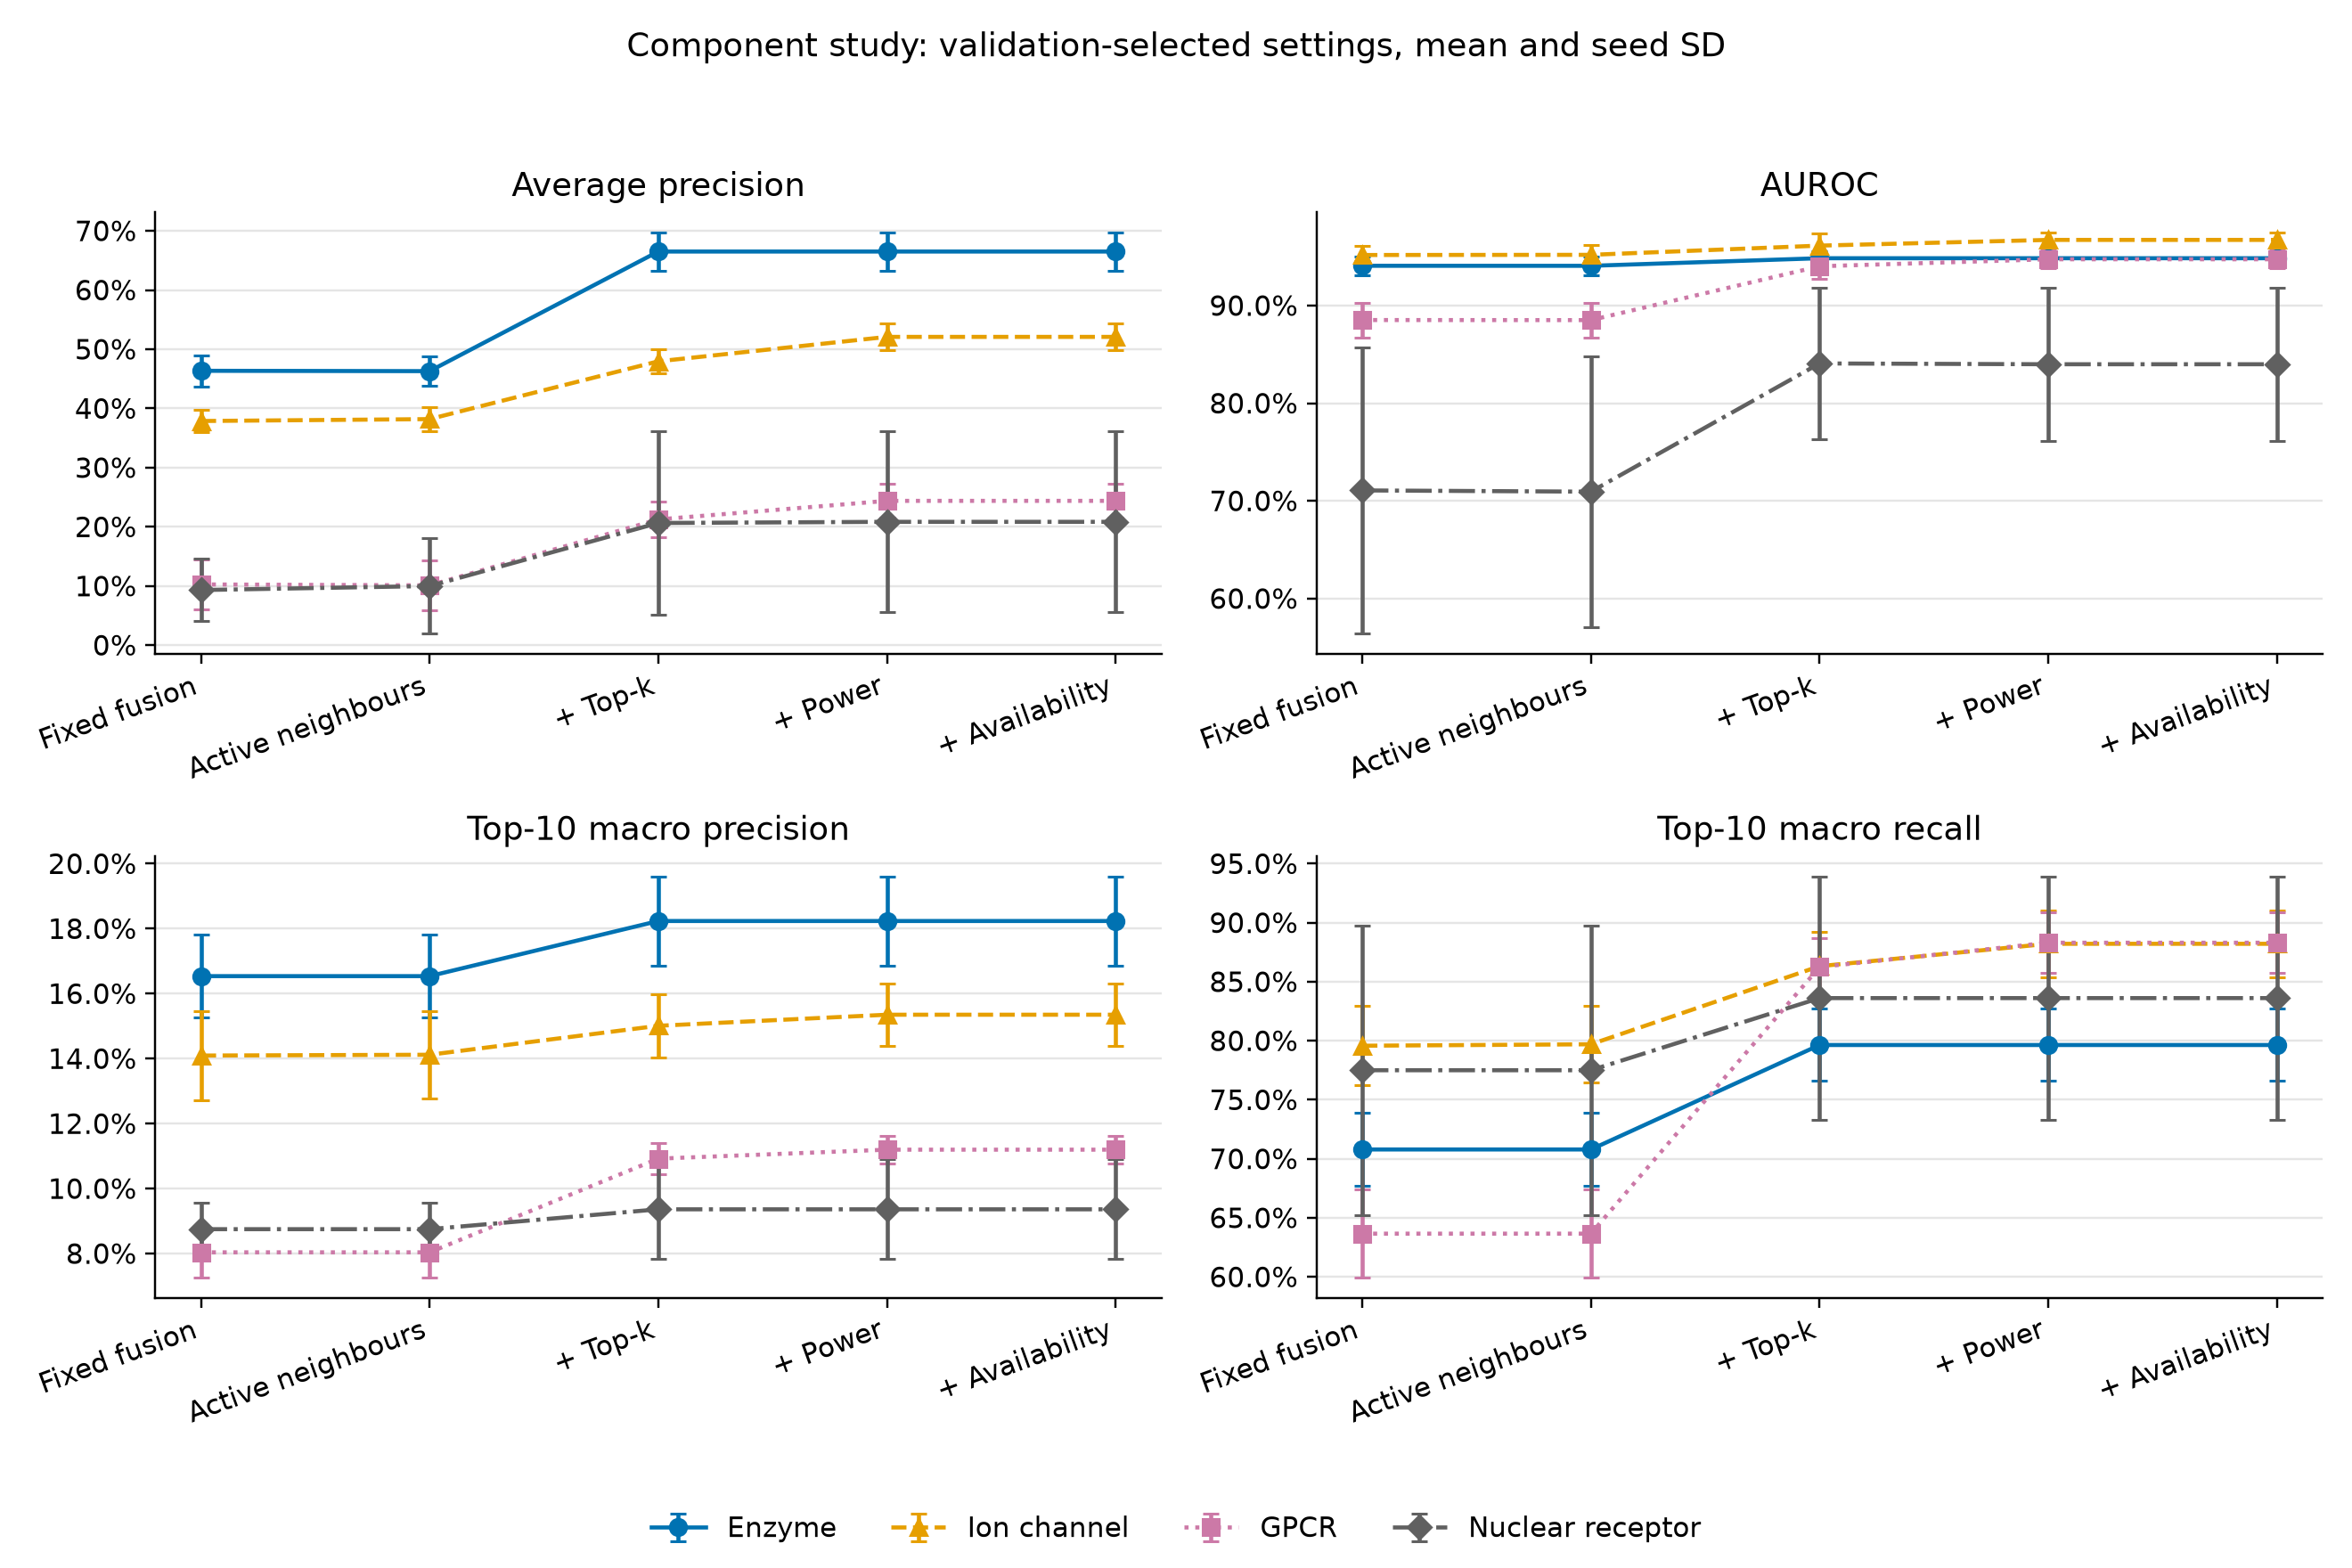 Component study: validation-selected settings, mean and seed SD
Average precision
70%
60%
50%
40%
30%
20%
10%
0%
Fixed fusion
Active neighbours
+ Top-k
+ Power
+ Availability
AUROC
90.0%
80.0%
70.0%
60.0%
Fixed fusion
Active neighbours
+ Top-k
+ Power
+ Availability
Top-10 macro precision
20.0%
18.0%
16.0%
14.0%
12.0%
10.0%
8.0%
Fixed fusion
Active neighbours
+ Top-k
+ Power
+ Availability
Top-10 macro recall
95.0%
90.0%
85.0%
80.0%
75.0%
70.0%
65.0%
60.0%
Fixed fusion
Active neighbours
+ Top-k
+ Power
+ Availability
Enzyme
Ion channel
GPCR
Nuclear receptor